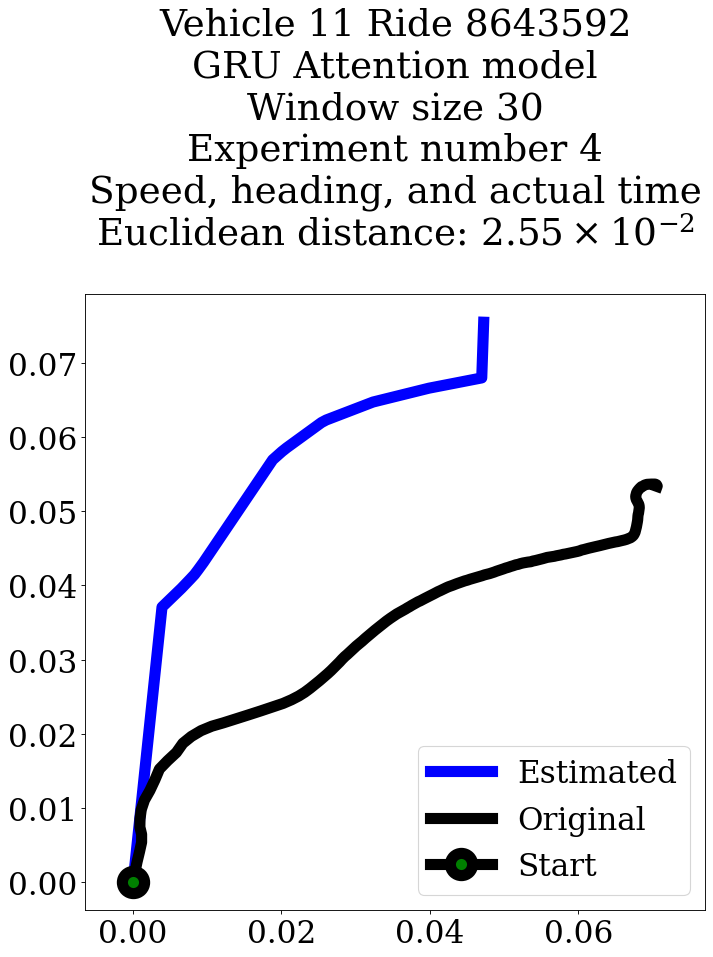 Vehicle 11 Ride 8643592
GRU Attention model
Window size 30
Experiment number 4
Speed, heading, and actual time
Euclidean distance: 2.55 × 10⁻²
0.07
0.06
0.05
0.04
0.03
0.02
0.01
0.00
Estimated
Original
Start
0.00 0.02 0.04 0.06